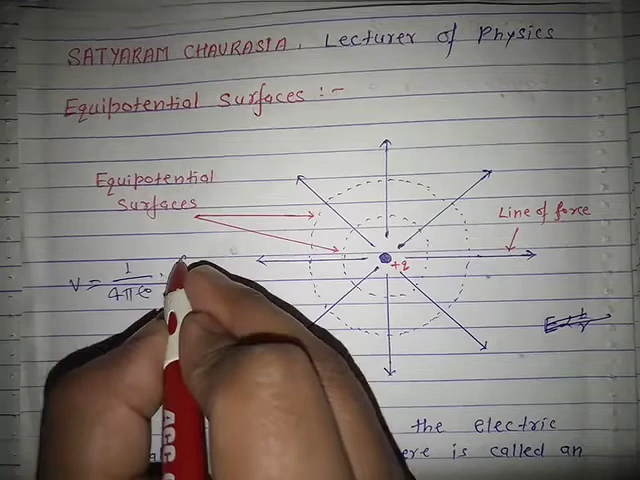 SATYARAM CHAURASIA, Lecturer of Physics
Equipotential Surfaces :-
Equipotential
Surfaces
Line of force
+q
V = 1/4πε .
the electric
ere is called an